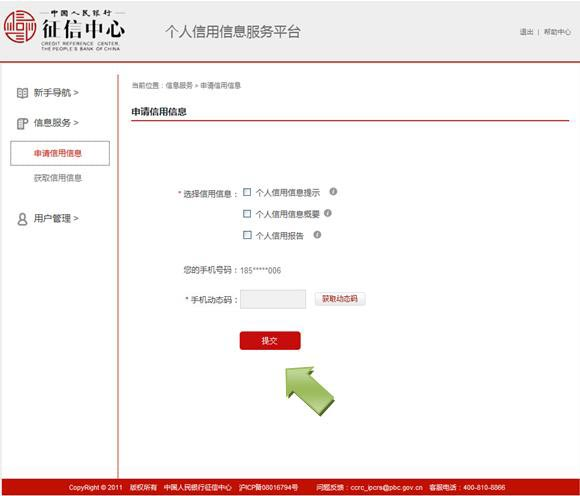 中国人民银行
征信中心
CREDIT REFERENCE CENTER,
THE PEOPLE'S BANK OF CHINA
个人信用信息服务平台
退出 | 帮助中心
新手导航 >
信息服务 >
申请信用信息
获取信用信息
用户管理 >
当前位置：信息服务 > 申请信用信息
申请信用信息
* 选择信用信息： 个人信用信息提示
个人信用信息概要
个人信用报告
您的手机号码：185*****006
* 手机动态码： 获取动态码
提交
CopyRight © 2011 版权所有 中国人民银行征信中心 沪ICP备08016794号 问题反馈：ccrc_ipcrs@pbc.gov.cn 客服电话：400-810-8866